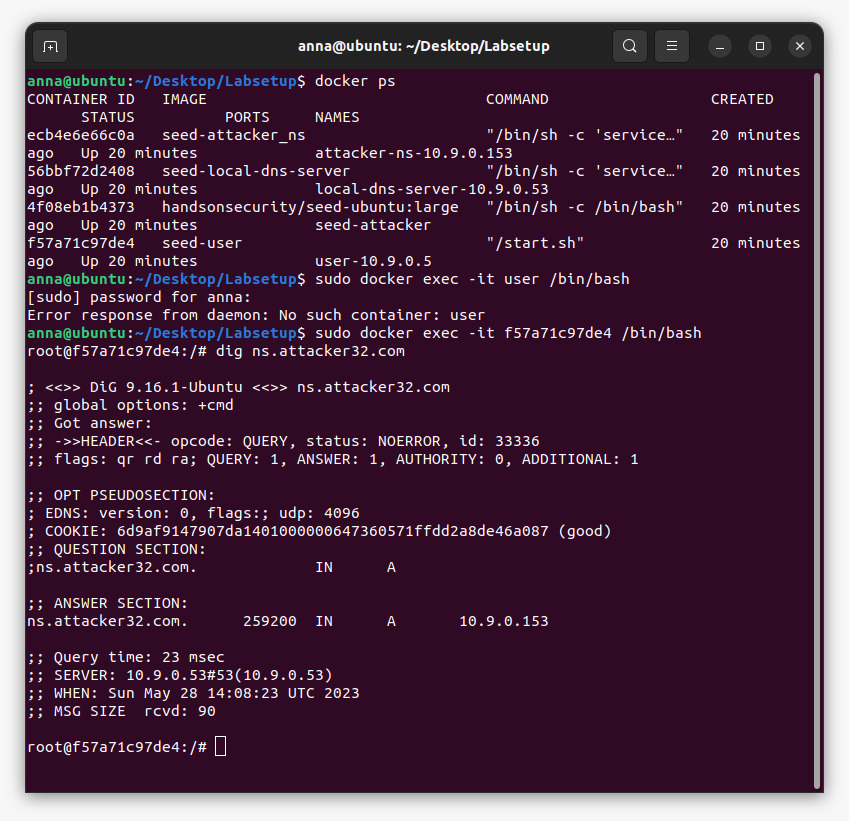 anna@ubuntu: ~/Desktop/Labsetup
anna@ubuntu:~/Desktop/Labsetup$ docker ps
CONTAINER ID   IMAGE                               COMMAND                  CREATED
      STATUS          PORTS     NAMES
ecb4e6e66c0a   seed-attacker_ns                    "/bin/sh -c 'service…"   20 minutes
ago   Up 20 minutes             attacker-ns-10.9.0.153
56bbf72d2408   seed-local-dns-server               "/bin/sh -c 'service…"   20 minutes
ago   Up 20 minutes             local-dns-server-10.9.0.53
4f08eb1b4373   handsonsecurity/seed-ubuntu:large   "/bin/sh -c /bin/bash"   20 minutes
ago   Up 20 minutes             seed-attacker
f57a71c97de4   seed-user                           "/start.sh"              20 minutes
ago   Up 20 minutes             user-10.9.0.5
anna@ubuntu:~/Desktop/Labsetup$ sudo docker exec -it user /bin/bash
[sudo] password for anna:
Error response from daemon: No such container: user
anna@ubuntu:~/Desktop/Labsetup$ sudo docker exec -it f57a71c97de4 /bin/bash
root@f57a71c97de4:/# dig ns.attacker32.com
; <<>> DiG 9.16.1-Ubuntu <<>> ns.attacker32.com
;; global options: +cmd
;; Got answer:
;; ->>HEADER<<- opcode: QUERY, status: NOERROR, id: 33336
;; flags: qr rd ra; QUERY: 1, ANSWER: 1, AUTHORITY: 0, ADDITIONAL: 1
;; OPT PSEUDOSECTION:
; EDNS: version: 0, flags:; udp: 4096
; COOKIE: 6d9af9147907da1401000000647360571ffdd2a8de46a087 (good)
;; QUESTION SECTION:
;ns.attacker32.com.             IN      A
;; ANSWER SECTION:
ns.attacker32.com.      259200  IN      A       10.9.0.153
;; Query time: 23 msec
;; SERVER: 10.9.0.53#53(10.9.0.53)
;; WHEN: Sun May 28 14:08:23 UTC 2023
;; MSG SIZE  rcvd: 90
root@f57a71c97de4:/#